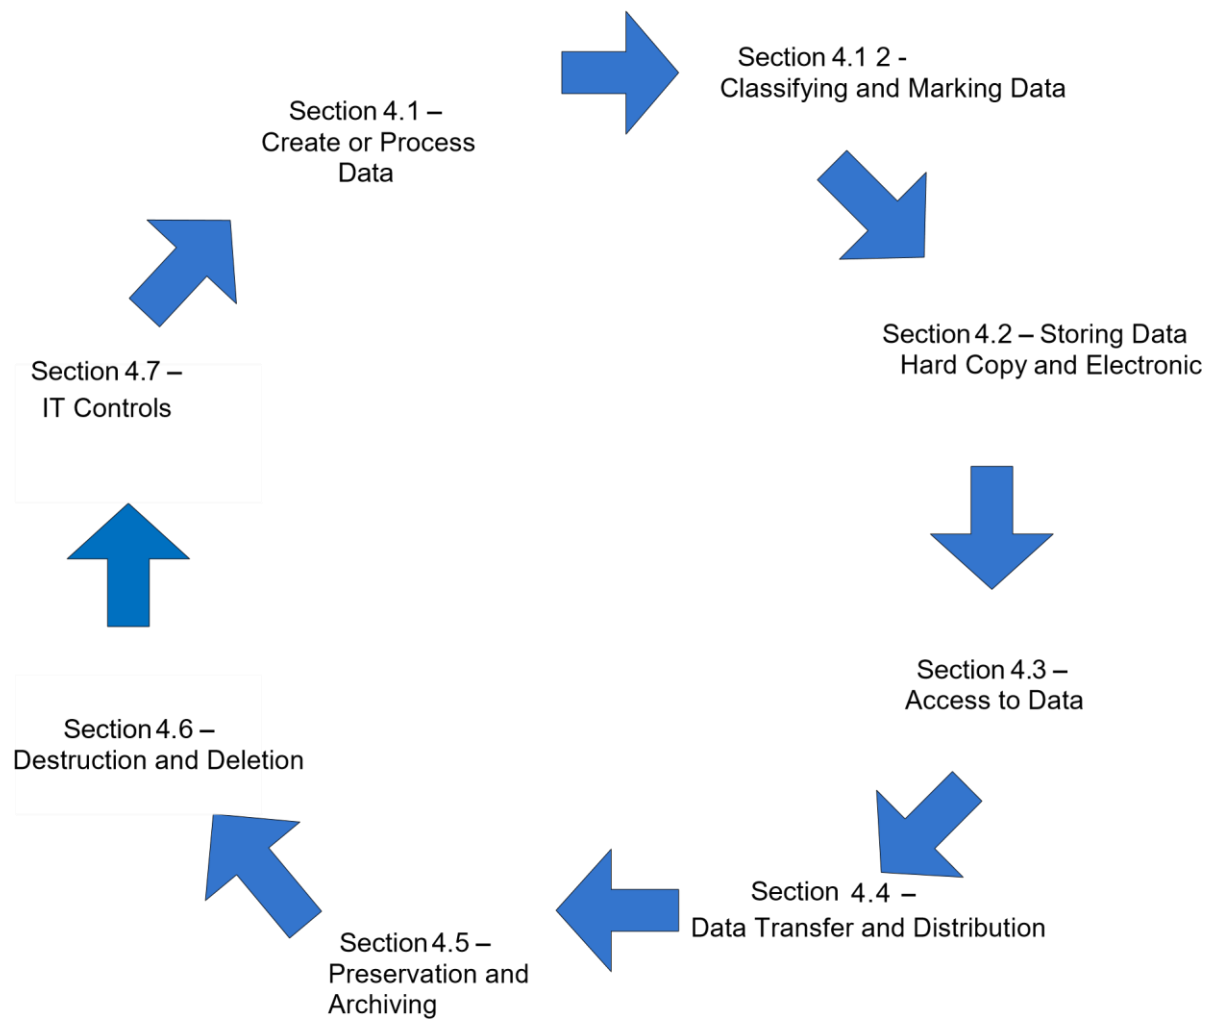 Section 4.1 –
Create or Process
Data
Section 4.1 2 -
Classifying and Marking Data
Section 4.2 – Storing Data
Hard Copy and Electronic
Section 4.3 –
Access to Data
Section 4.4 –
Data Transfer and Distribution
Section 4.5 –
Preservation and
Archiving
Section 4.6 –
Destruction and Deletion
Section 4.7 –
IT Controls